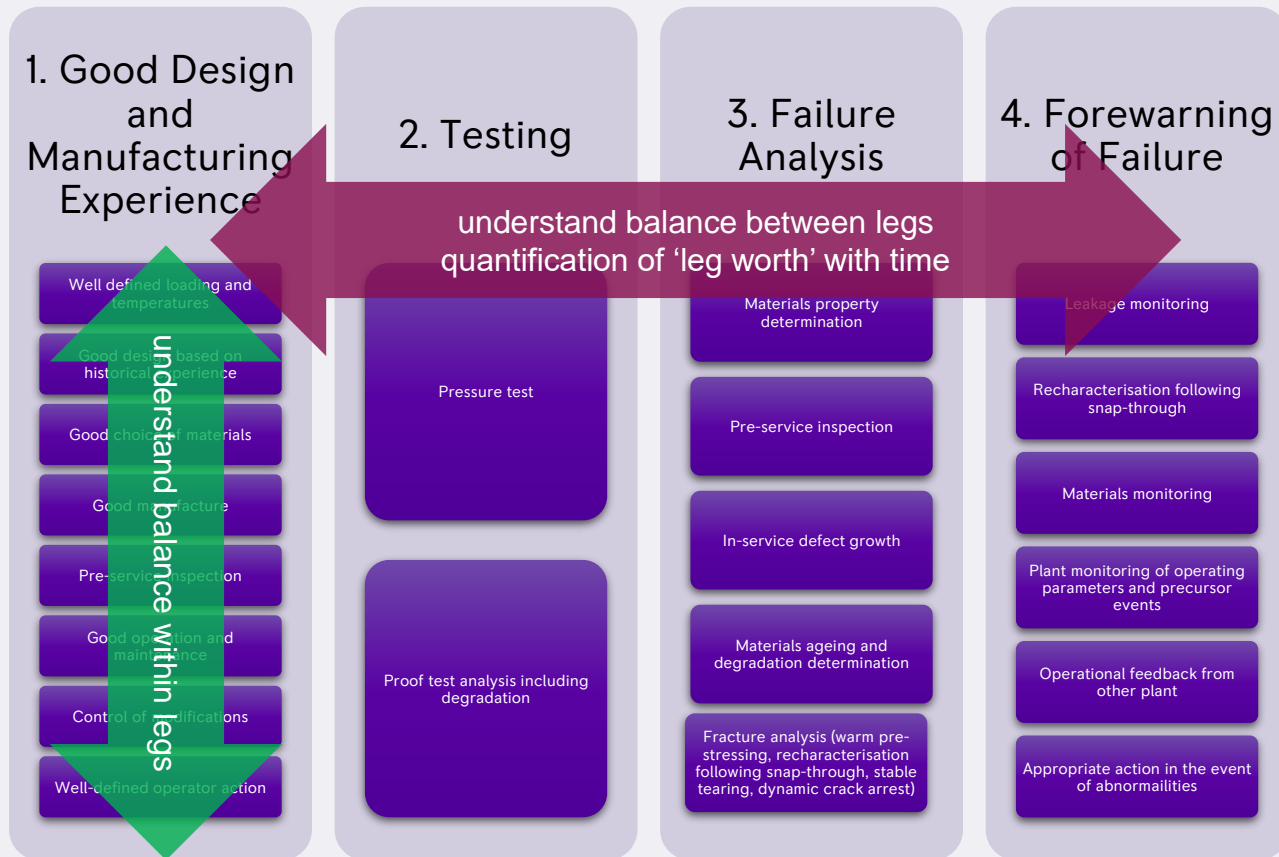 1. Good Design
and
Manufacturing
Experience
Well defined loading and
temperatures
Good design based on
historical experience
Good choice of materials
Good manufacture
Pre-service inspection
Good operation and
maintenance
Control of modifications
Well-defined operator action
understand balance within legs
2. Testing
understand balance between legs
quantification of ‘leg worth’ with time
Pressure test
Proof test analysis including
degradation
3. Failure
Analysis
Materials property
determination
Pre-service inspection
In-service defect growth
Materials ageing and
degradation determination
Fracture analysis (warm pre-
stressing, recharacterisation
following snap-through, stable
tearing, dynamic crack arrest)
4. Forewarning
of Failure
Leakage monitoring
Recharacterisation following
snap-through
Materials monitoring
Plant monitoring of operating
parameters and precursor
events
Operational feedback from
other plant
Appropriate action in the event
of abnormailities